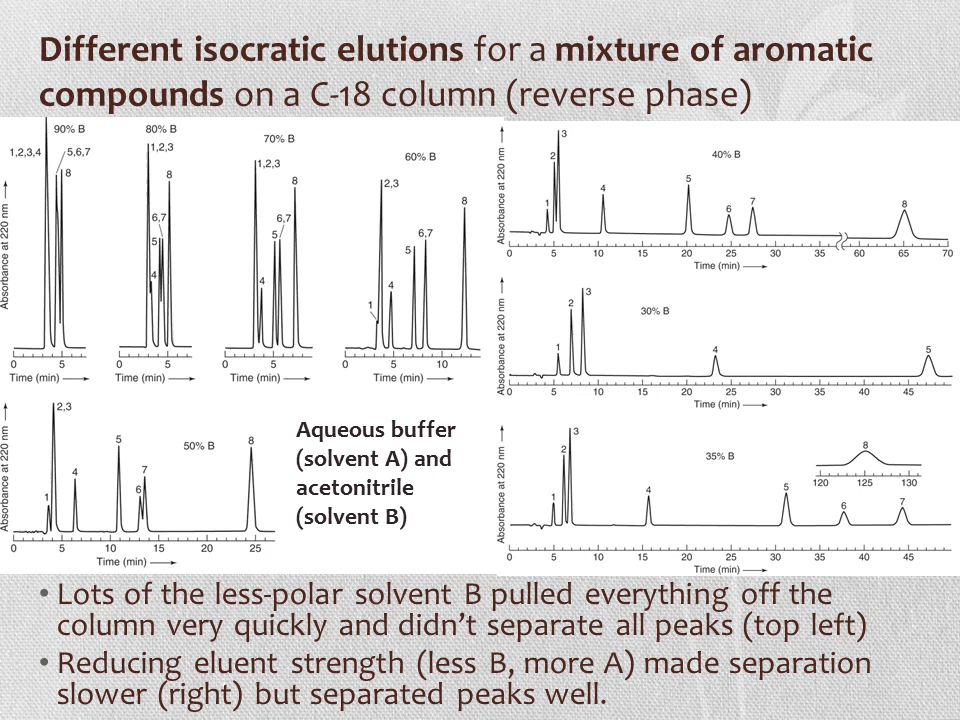 Different isocratic elutions for a mixture of aromatic
compounds on a C-18 column (reverse phase)
90% B
1,2,3,4
5,6,7
8
Absorbance at 220 nm
0 5
Time (min)
80% B
1,2,3
8
6,7
5
4
0 5
Time (min)
70% B
1,2,3
8
6,7
5
4
0 5
Time (min)
60% B
2,3
8
6,7
5
4
1
0 5 10
Time (min)
40% B
Absorbance at 220 nm
1 2 3 4 5 6 7 8
0 5 10 15 20 25 30 35 60 65 70
Time (min)
30% B
Absorbance at 220 nm
1 2 3 4 5
0 5 10 15 20 25 30 35 40 45
Time (min)
50% B
Absorbance at 220 nm
1 2,3 4 5 6 7 8
0 5 10 15 20 25
Time (min)
Aqueous buffer
(solvent A) and
acetonitrile
(solvent B)
35% B
Absorbance at 220 nm
1 2 3 4 5 6 7
8
120 125 130
0 5 10 15 20 25 30 35 40 45
Time (min)
• Lots of the less-polar solvent B pulled everything off the
column very quickly and didn't separate all peaks (top left)
• Reducing eluent strength (less B, more A) made separation
slower (right) but separated peaks well.